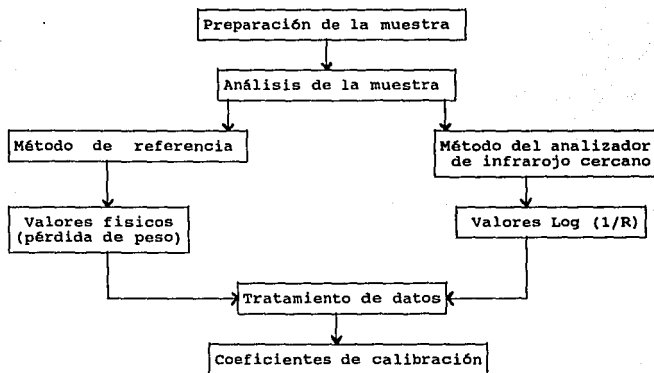 Preparación de la muestra
Análisis de la muestra
Método de referencia
Método del analizador
de infrarojo cercano
Valores fisicos
(pérdida de peso)
Valores Log (1/R)
Tratamiento de datos
Coeficientes de calibración